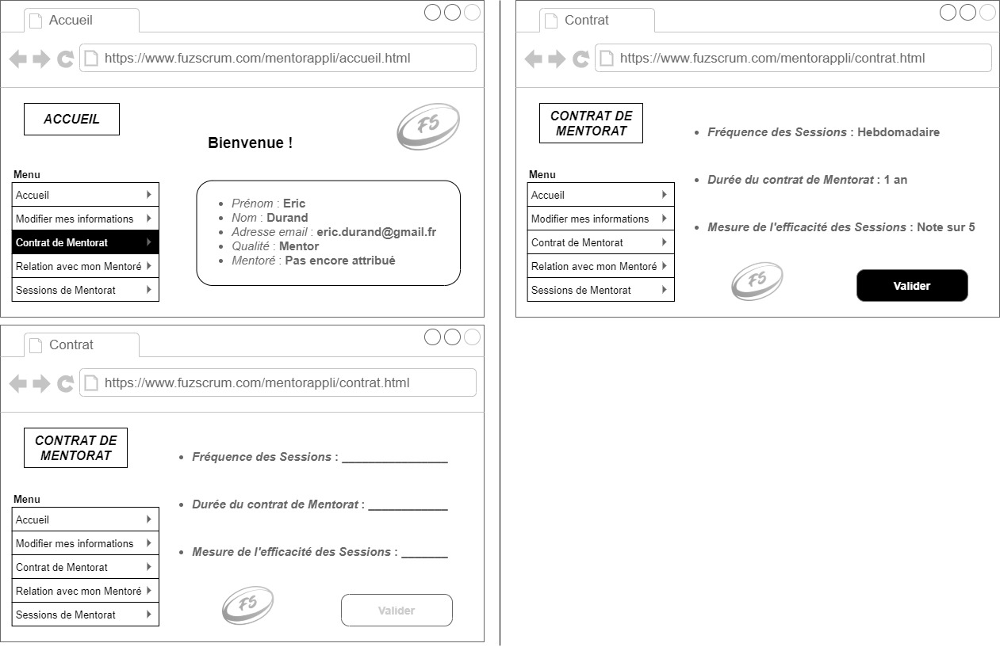 Accueil
https://www.fuzscrum.com/mentorappli/accueil.html
ACCUEIL
FS
Bienvenue !
Menu
Accueil
Modifier mes informations
Contrat de Mentorat
Relation avec mon Mentoré
Sessions de Mentorat
Prénom : Eric
Nom : Durand
Adresse email : eric.durand@gmail.fr
Qualité : Mentor
Mentoré : Pas encore attribué
Contrat
https://www.fuzscrum.com/mentorappli/contrat.html
CONTRAT DE
MENTORAT
Fréquence des Sessions : ________________
Durée du contrat de Mentorat : ____________
Mesure de l'efficacité des Sessions : _______
Menu
Accueil
Modifier mes informations
Contrat de Mentorat
Relation avec mon Mentoré
Sessions de Mentorat
FS
Valider
Contrat
https://www.fuzscrum.com/mentorappli/contrat.html
CONTRAT DE
MENTORAT
Fréquence des Sessions : Hebdomadaire
Durée du contrat de Mentorat : 1 an
Mesure de l'efficacité des Sessions : Note sur 5
Menu
Accueil
Modifier mes informations
Contrat de Mentorat
Relation avec mon Mentoré
Sessions de Mentorat
FS
Valider